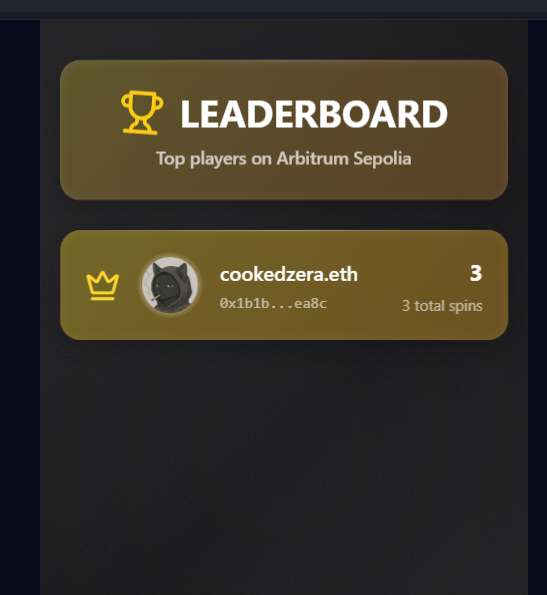 LEADERBOARD
Top players on Arbitrum Sepolia
cookedzera.eth
3
0x1b1b...ea8c
3 total spins